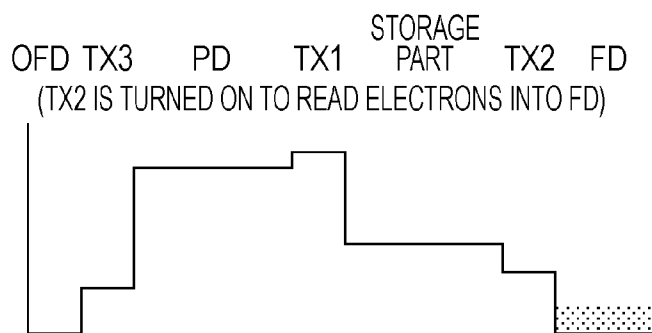 OFD TX3 PD TX1 STORAGE PART TX2 FD
(TX2 IS TURNED ON TO READ ELECTRONS INTO FD)